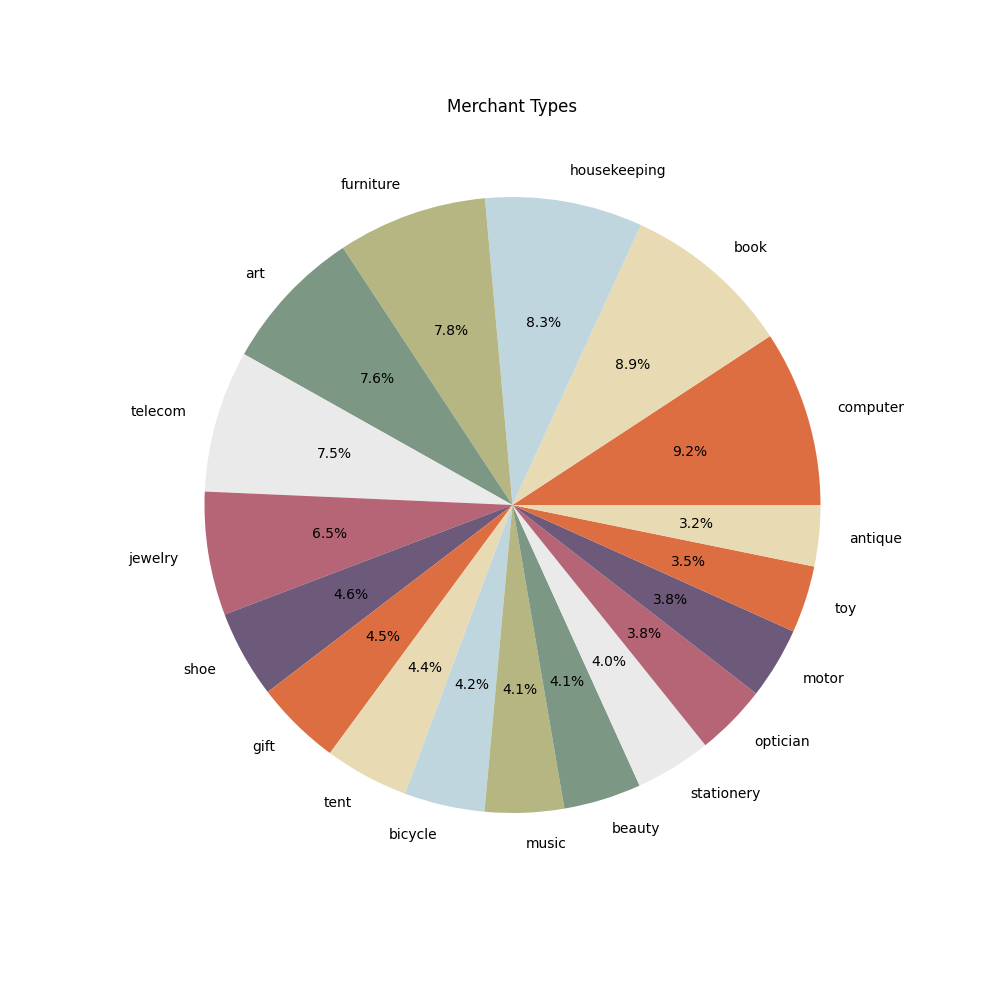 Merchant Types
housekeeping
furniture
book
art
8.3%
7.8%
8.9%
7.6%
computer
telecom
7.5%
9.2%
jewelry
6.5%
3.2%
antique
3.5%
4.6%
3.8%
toy
4.5%
3.8%
shoe
4.4%
4.0%
motor
4.2%
4.1%
4.1%
gift
optician
tent
stationery
bicycle
beauty
music